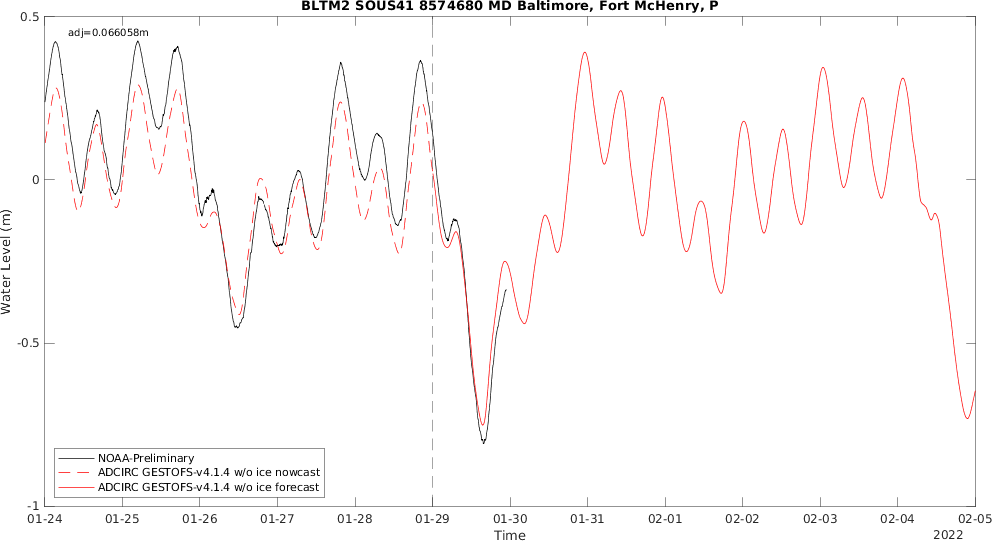 BLTM2 SOUS41 8574680 MD Baltimore, Fort McHenry, P
adj=0.066058m
0.5
0
-0.5
-1
Water Level (m)
NOAA-Preliminary
ADCIRC GESTOFS-v4.1.4 w/o ice nowcast
ADCIRC GESTOFS-v4.1.4 w/o ice forecast
01-24 01-25 01-26 01-27 01-28 01-29 01-30 01-31 02-01 02-02 02-03 02-04 02-05
Time
2022